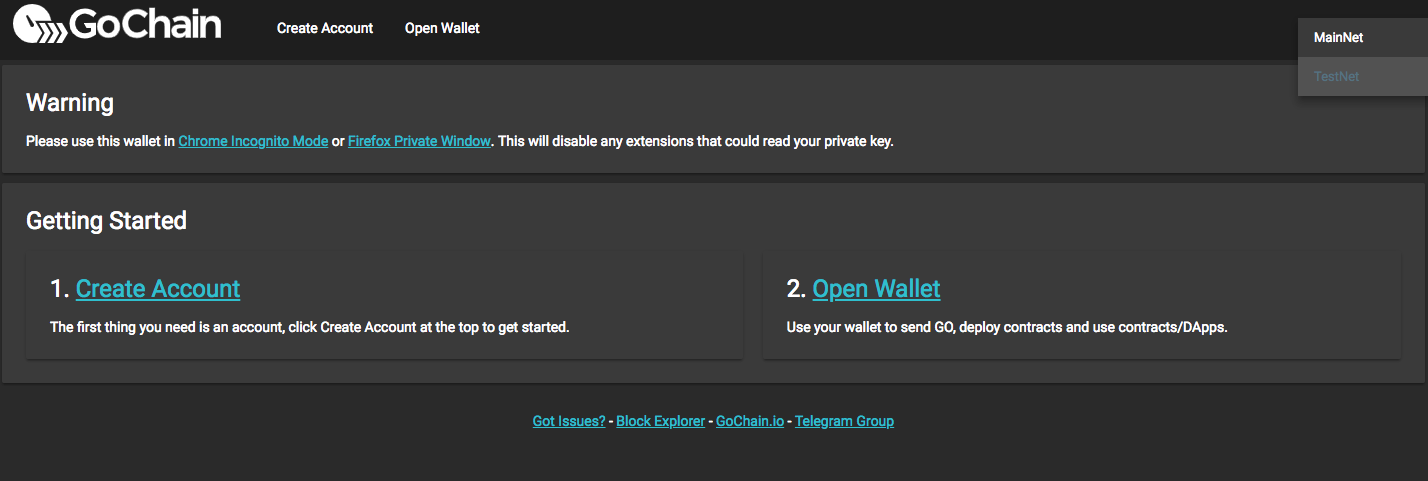 GoChain
Create Account
Open Wallet
MainNet
TestNet
Warning
Please use this wallet in Chrome Incognito Mode or Firefox Private Window. This will disable any extensions that could read your private key.
Getting Started
1. Create Account
The first thing you need is an account, click Create Account at the top to get started.
2. Open Wallet
Use your wallet to send GO, deploy contracts and use contracts/DApps.
Got Issues? - Block Explorer - GoChain.io - Telegram Group